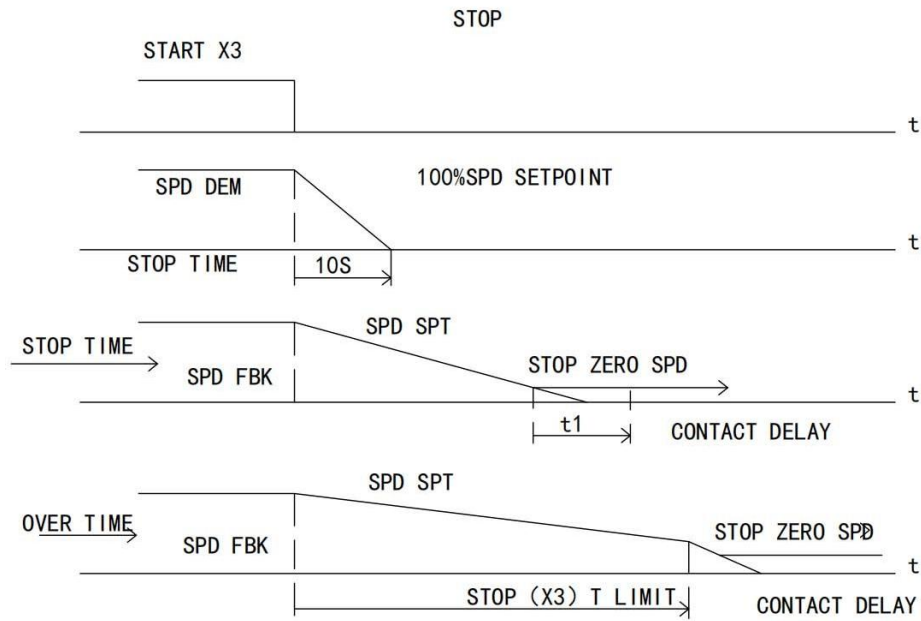 STOP
START X3
t
SPD DEM
100%SPD SETPOINT
t
STOP TIME
10S
SPD SPT
STOP TIME
STOP ZERO SPD
SPD FBK
t
t1
CONTACT DELAY
SPD SPT
OVER TIME
STOP ZERO SPD
SPD FBK
t
STOP (X3) T LIMIT
CONTACT DELAY